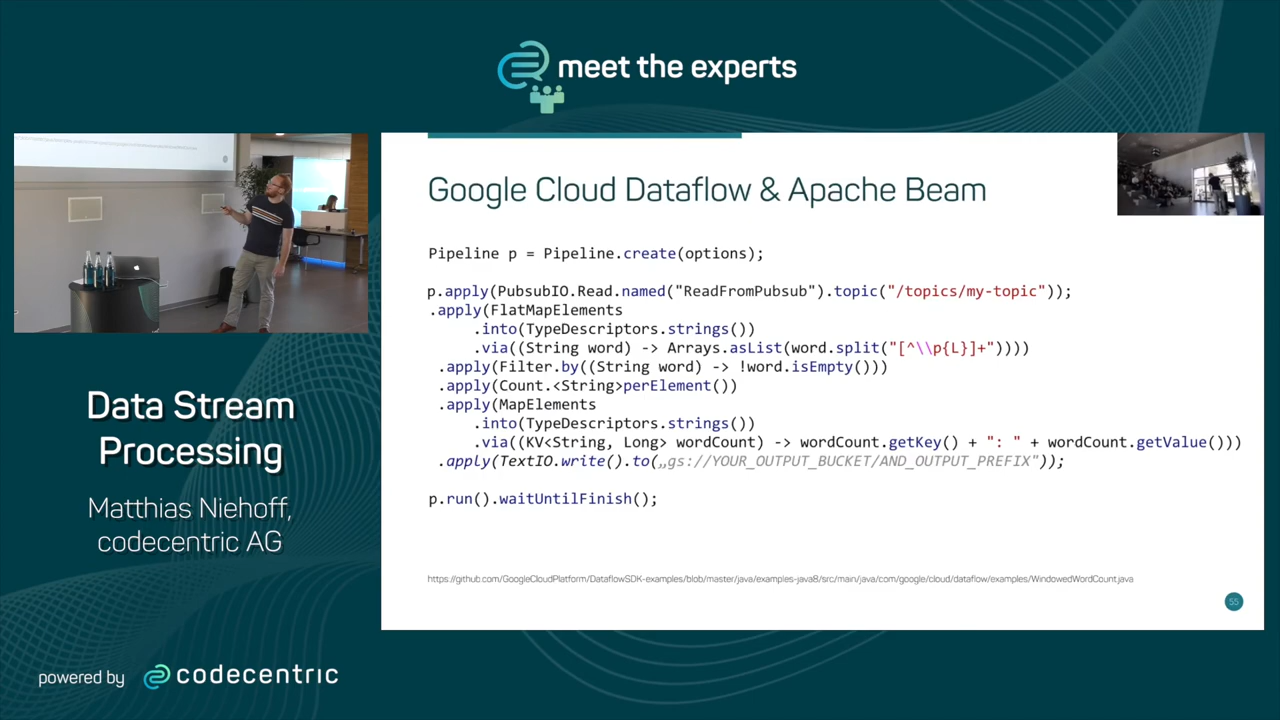 meet the experts
Google Cloud Dataflow & Apache Beam
Pipeline p = Pipeline.create(options);
p.apply(PubsubIO.Read.named("ReadFromPubsub").topic("/topics/my-topic"));
.apply(FlatMapElements
.into(TypeDescriptors.strings())
.via((String word) -> Arrays.asList(word.split("[^\\p{L}]+"))))
.apply(Filter.by((String word) -> !word.isEmpty()))
.apply(Count.<String>perElement())
.apply(MapElements
.into(TypeDescriptors.strings())
.via((KV<String, Long> wordCount) -> wordCount.getKey() + ": " + wordCount.getValue()))
.apply(TextIO.write().to(„gs://YOUR_OUTPUT_BUCKET/AND_OUTPUT_PREFIX"));
p.run().waitUntilFinish();
https://github.com/GoogleCloudPlatform/DataflowSDK-examples/blob/master/java/examples-java8/src/main/java/com/google/cloud/dataflow/examples/WindowedWordCount.java
55
Data Stream
Processing
Matthias Niehoff,
codecentric AG
powered by codecentric